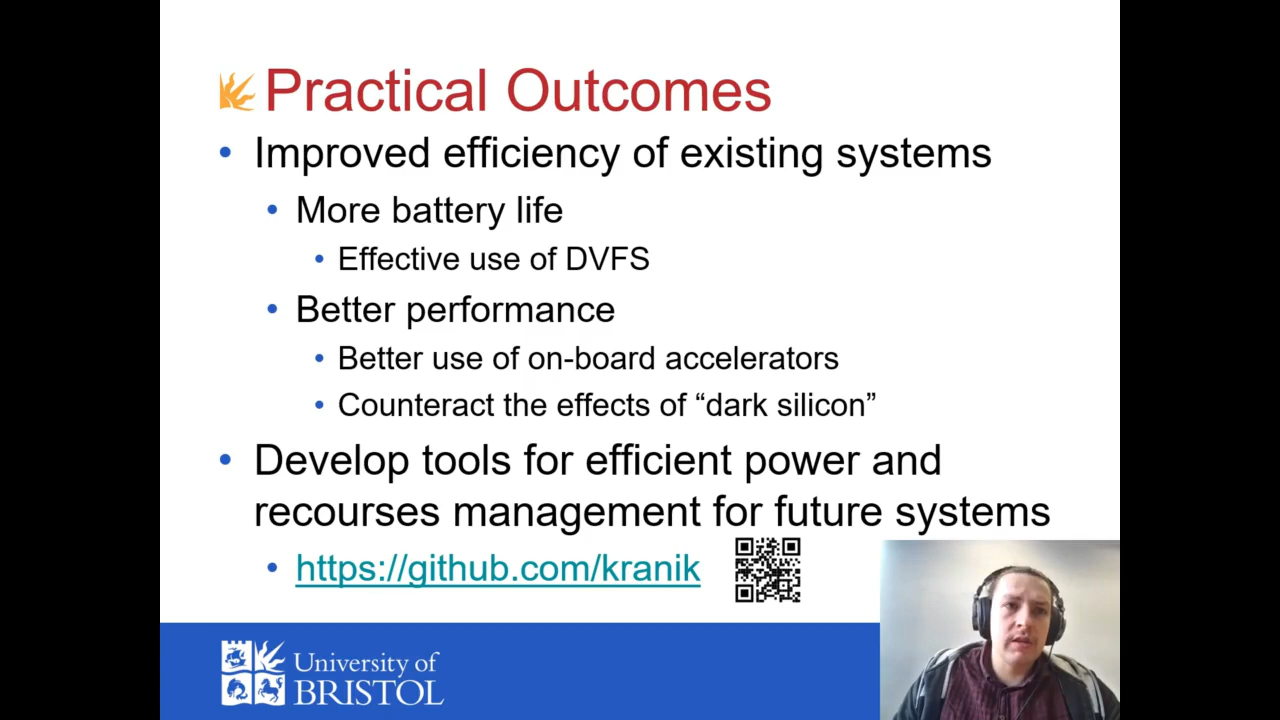 Practical Outcomes
• Improved efficiency of existing systems
• More battery life
• Effective use of DVFS
• Better performance
• Better use of on-board accelerators
• Counteract the effects of “dark silicon”
• Develop tools for efficient power and
recourses management for future systems
• https://github.com/kranik
University of
BRISTOL